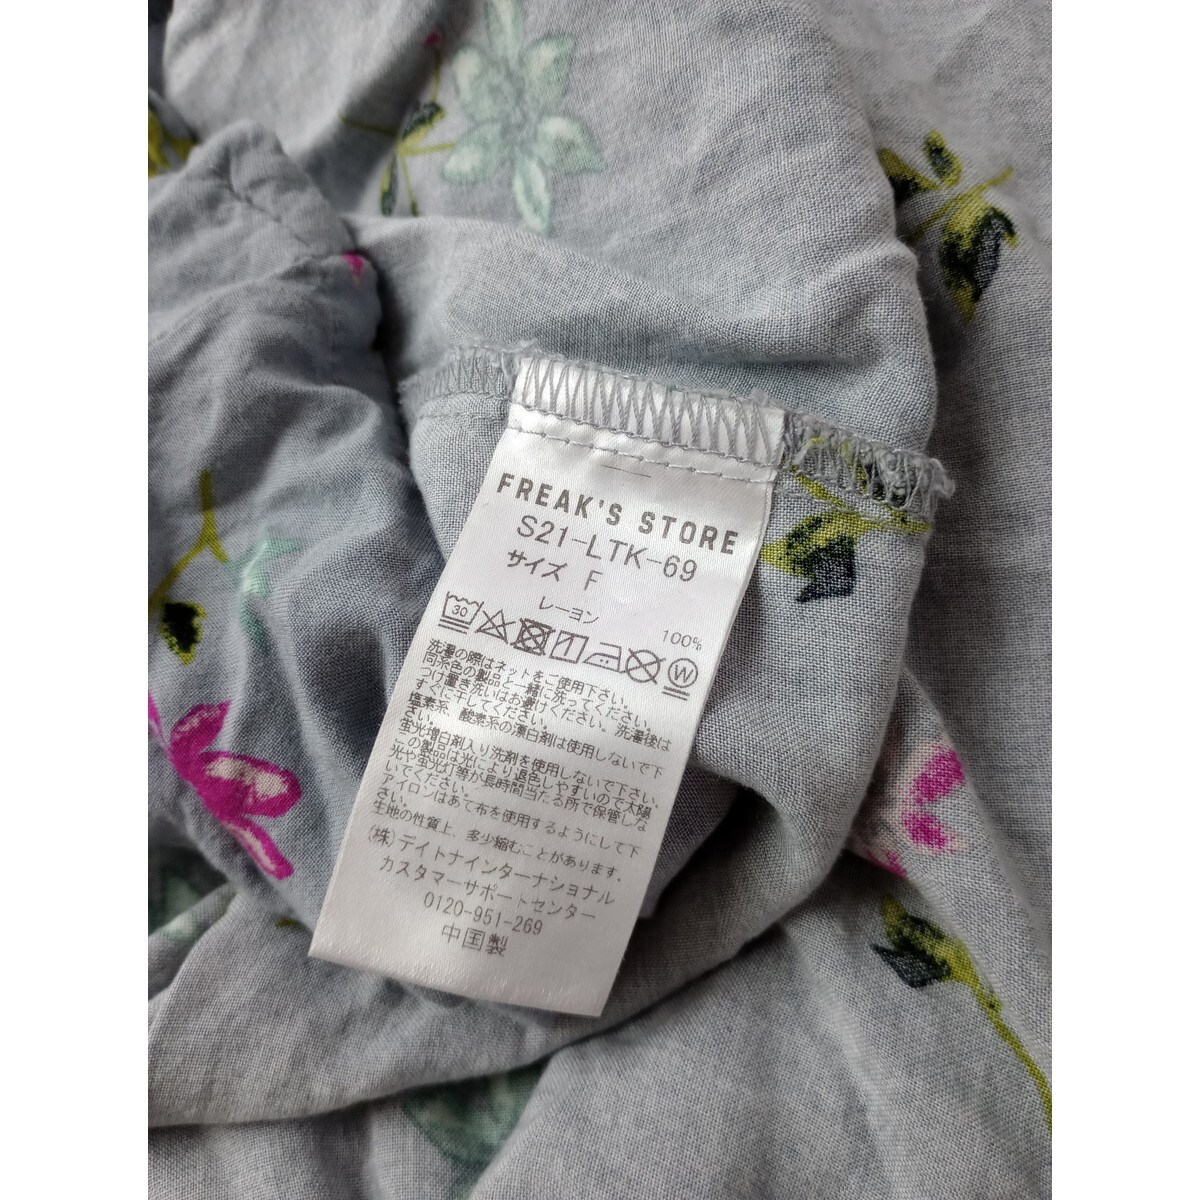 FREAK'S STORE
S21-LTK-69
サイズ F
レーヨン 100%
30 W
洗濯の際はネットをご使用下さい。
同系色の製品と一緒に洗ってください。
つけ置き洗いはお避けください。洗濯後は
すぐに干してください。
塩素系、酸素系の漂白剤は使用しないで下
さい。
蛍光増白剤入り洗剤を使用しないで下さい。
この製品は光により退色しやすいので太陽
光や蛍光灯等が長時間当たる所で保管しな
いでください。
アイロンはあて布を使用するようにして下
さい。
生地の性質上、多少縮むことがあります。
(株)デイトナインターナショナル
カスタマーサポートセンター
0120-951-269
中国製